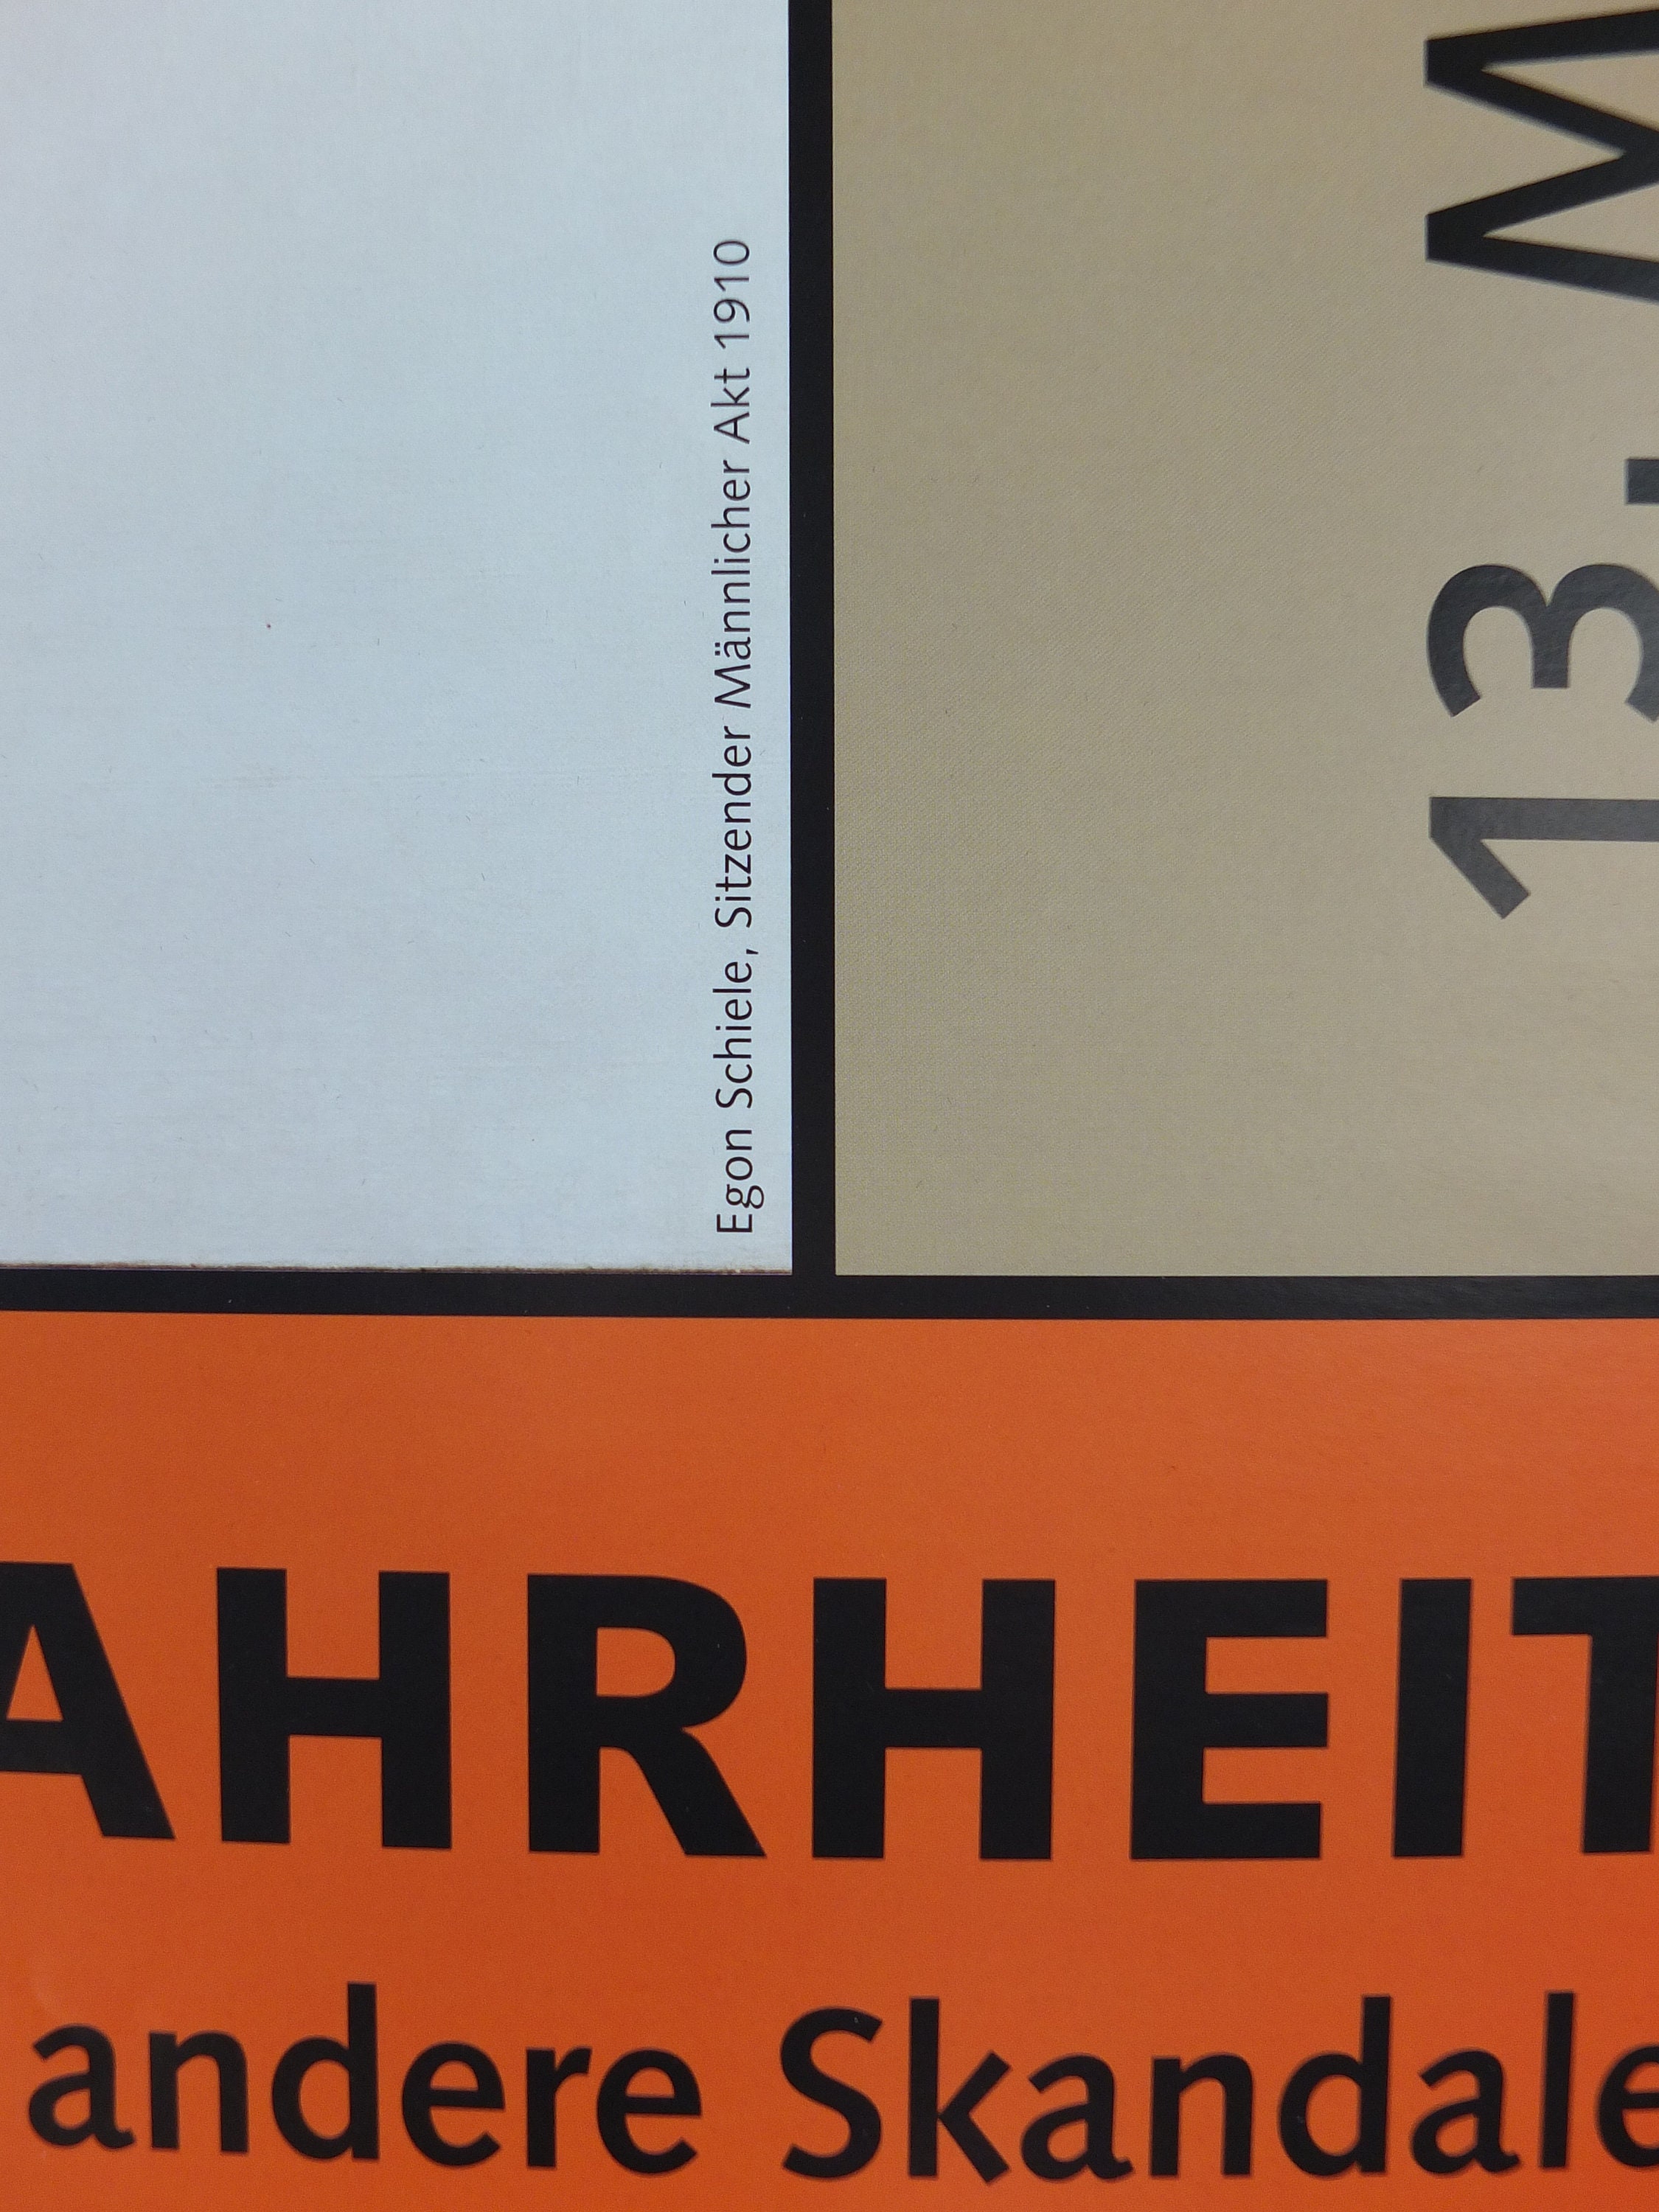 Egon Schiele, Sitzender Männlicher Akt 1910
13. M
AHRHEIT
andere Skandale